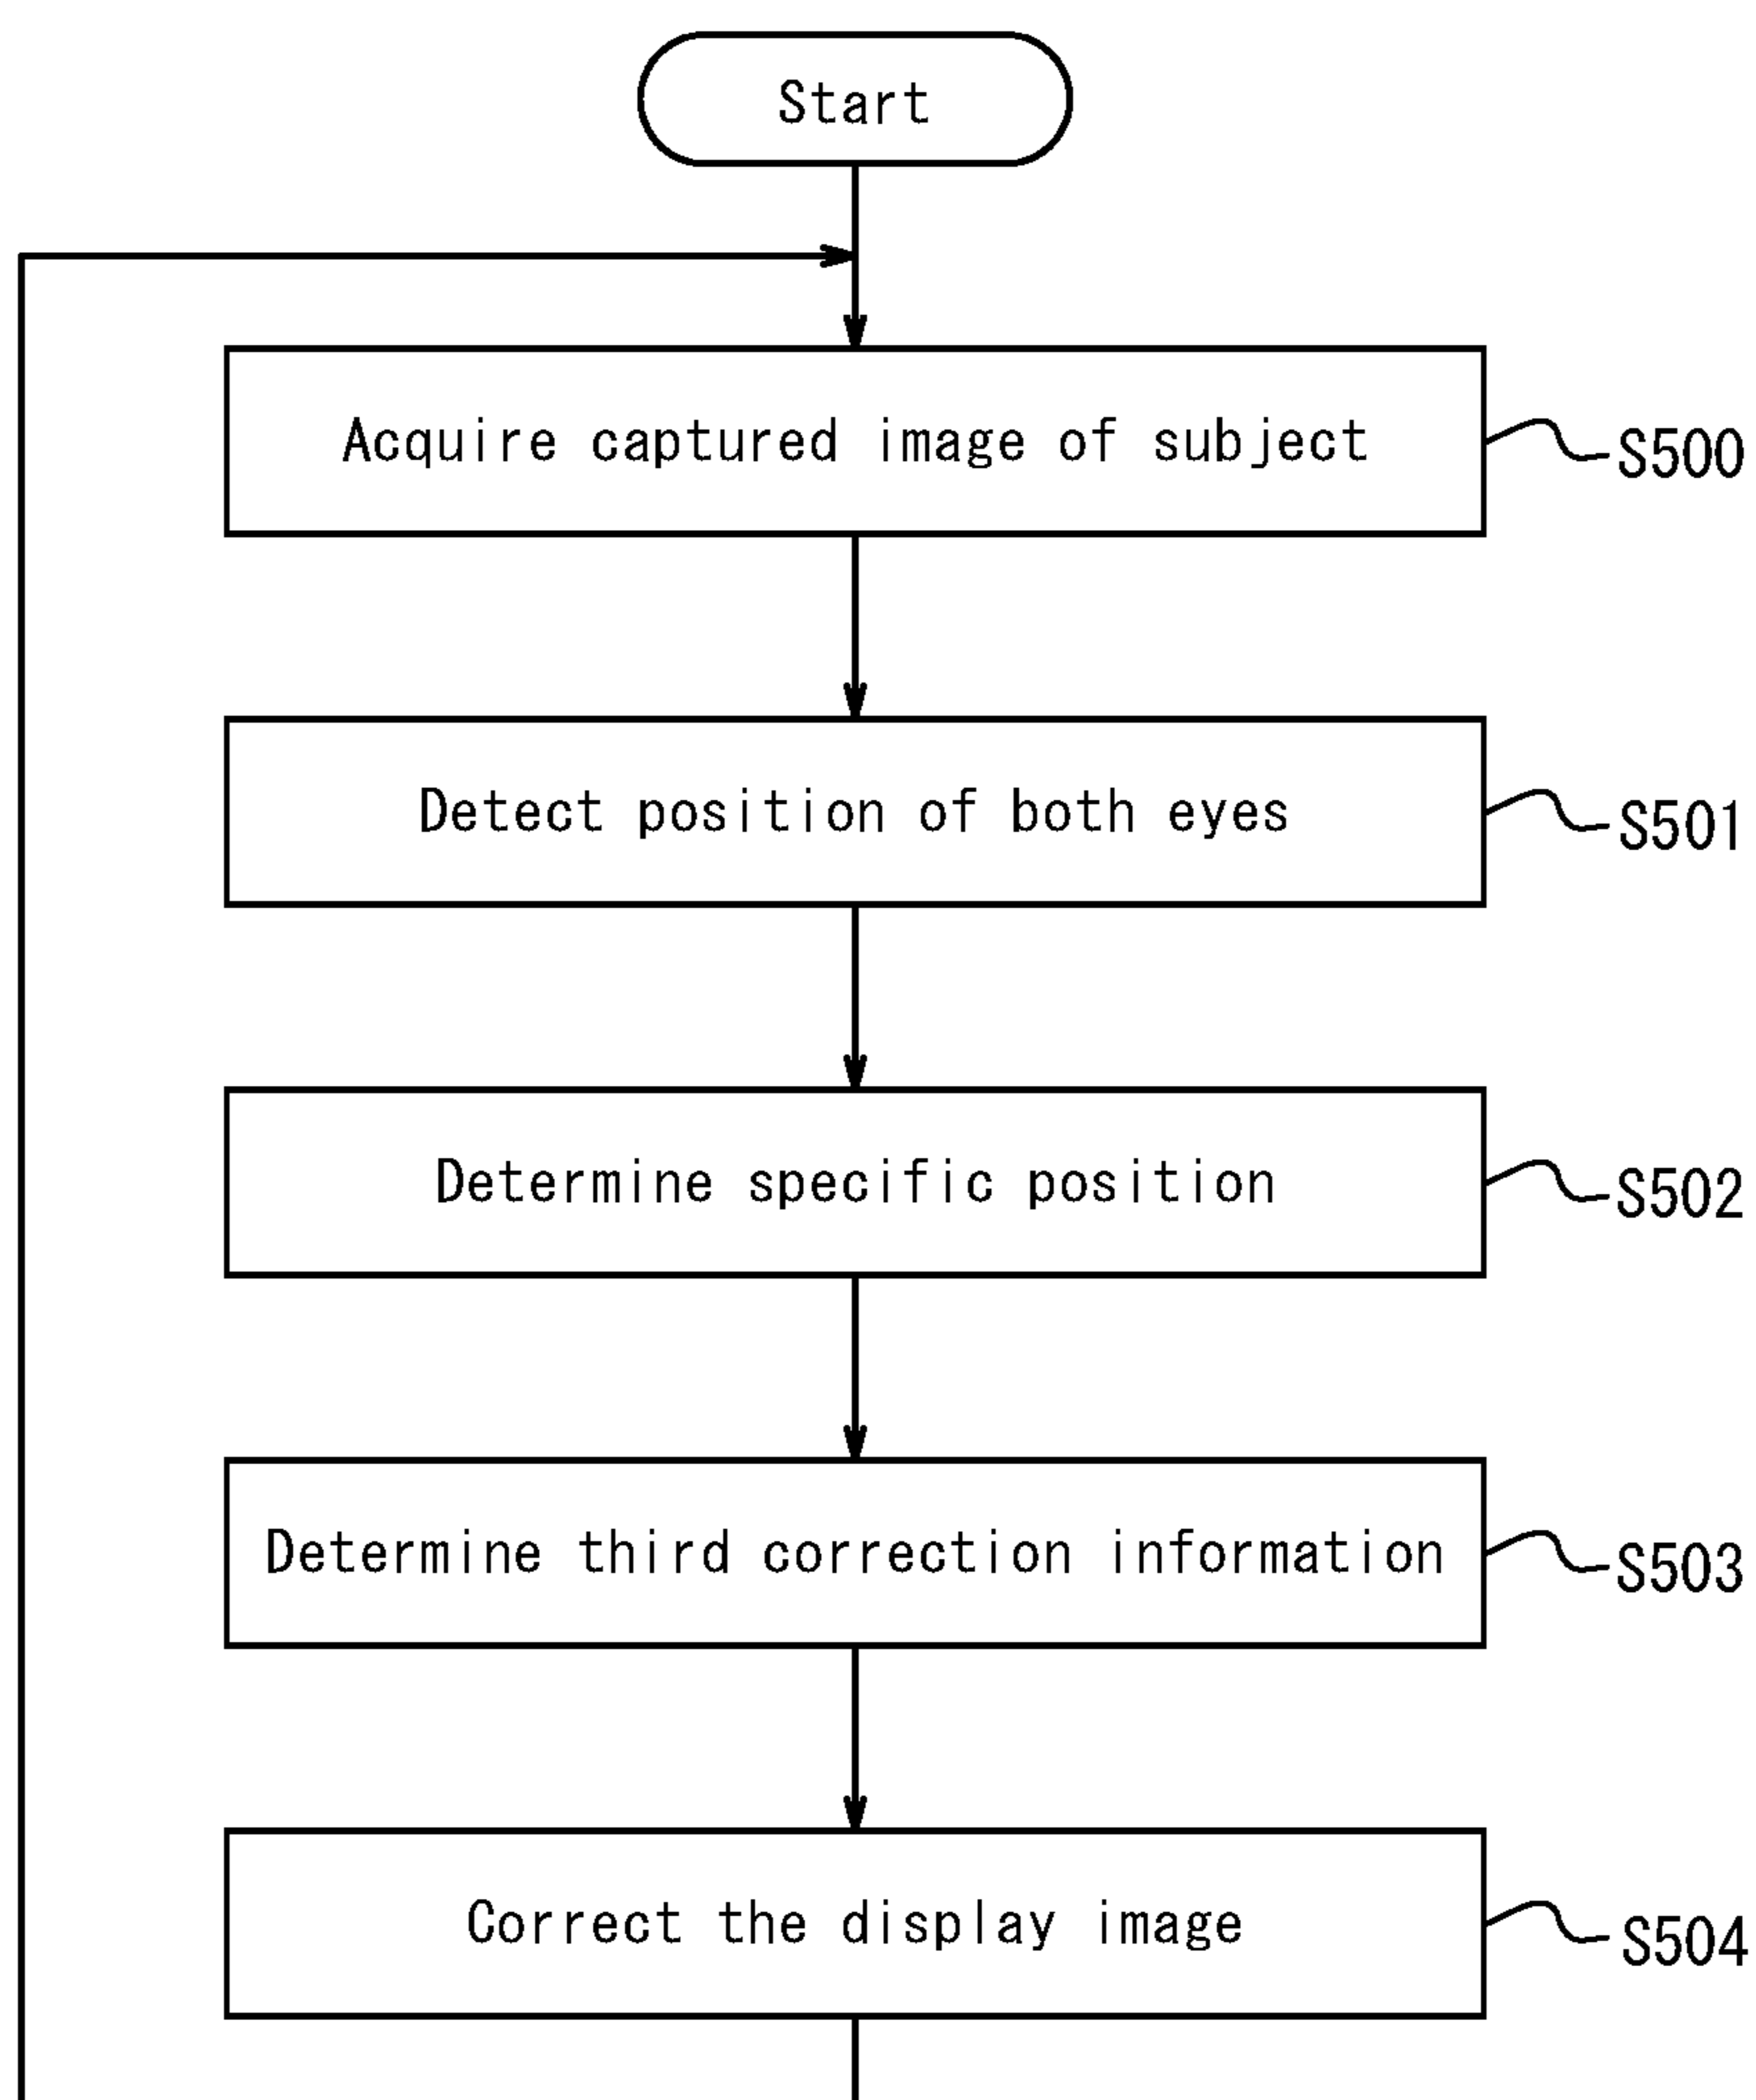 Start
Acquire captured image of subject
S500
Detect position of both eyes
S501
Determine specific position
S502
Determine third correction information
S503
Correct the display image
S504